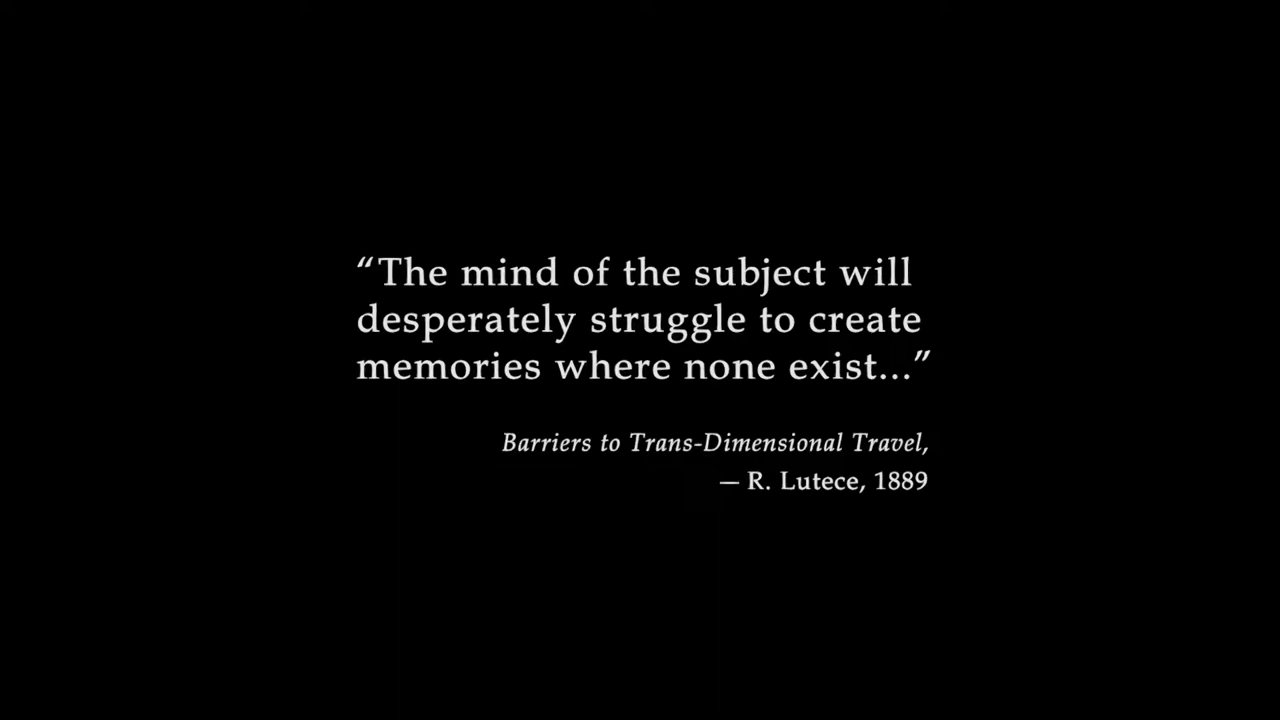 “The mind of the subject will
desperately struggle to create
memories where none exist...”
Barriers to Trans-Dimensional Travel,
— R. Lutece, 1889